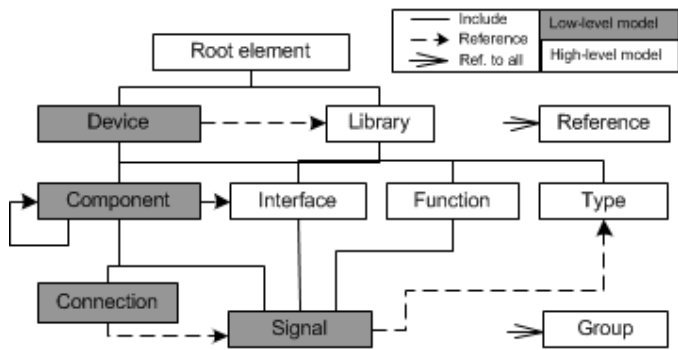 Include
Low-level model
Root element
Reference
Ref. to all
High-level model
Device
Library
Reference
Component
Interface
Function
Type
Connection
Signal
Group